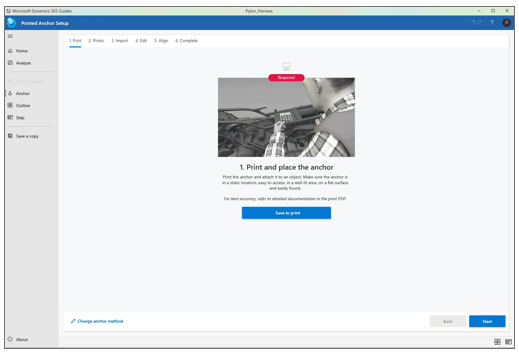 Microsoft Dynamics 365 Guides
Pylon_Harness
Printed Anchor Setup
?
Home
Analyze
Anchor
Outline
Step
Save a copy
About
1. Print 2. Photo 3. Import 4. Edit 5. Align 6. Complete
Required
1. Print and place the anchor
Print the anchor and attach it to an object. Make sure the anchor is
in a static location, easy to access, in a well-lit area, on a flat surface
and easily found.
For best accuracy, refer to detailed documentation in the print PDF.
Save to print
Change anchor method
Back
Next